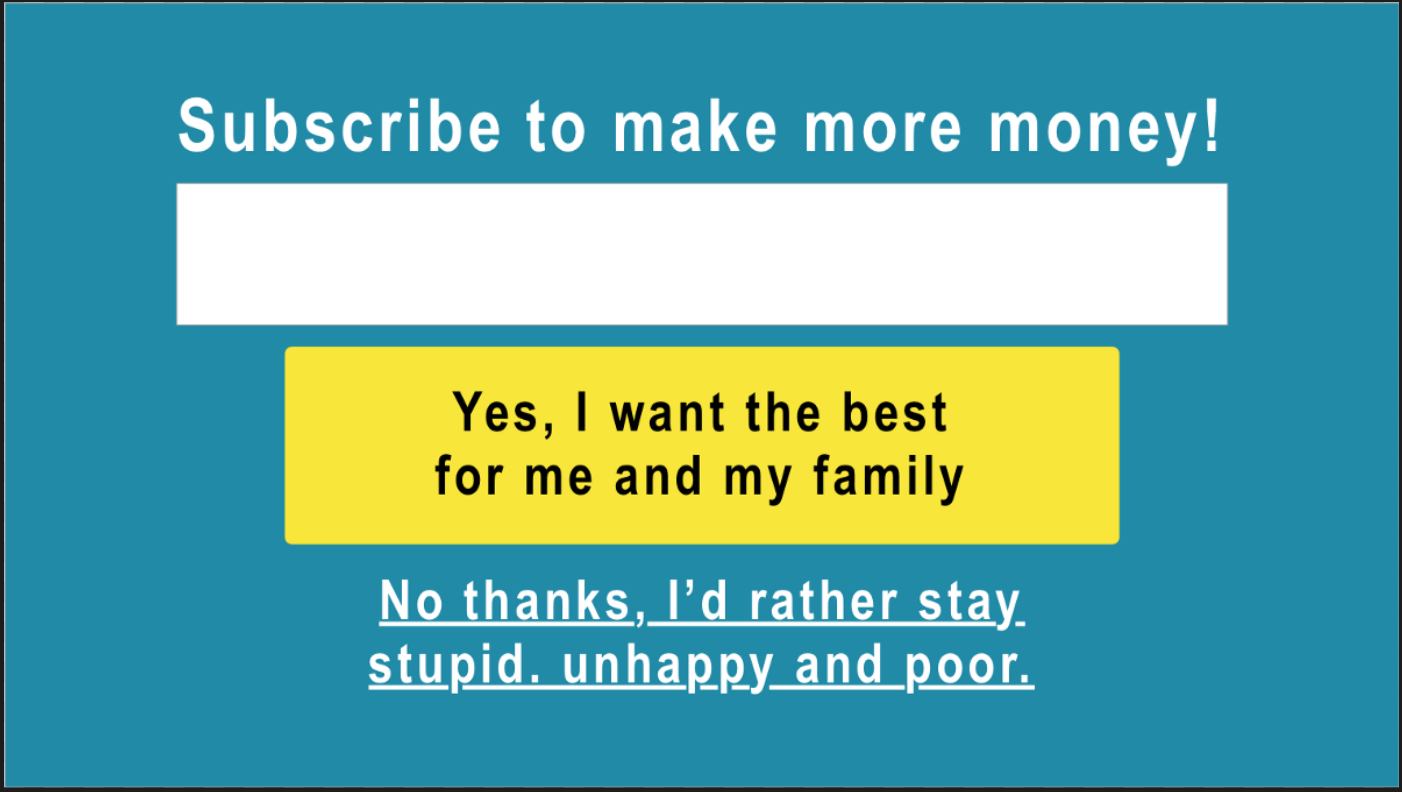 Subscribe to make more money!
Yes, I want the best
for me and my family
No thanks, I’d rather stay
stupid. unhappy and poor.